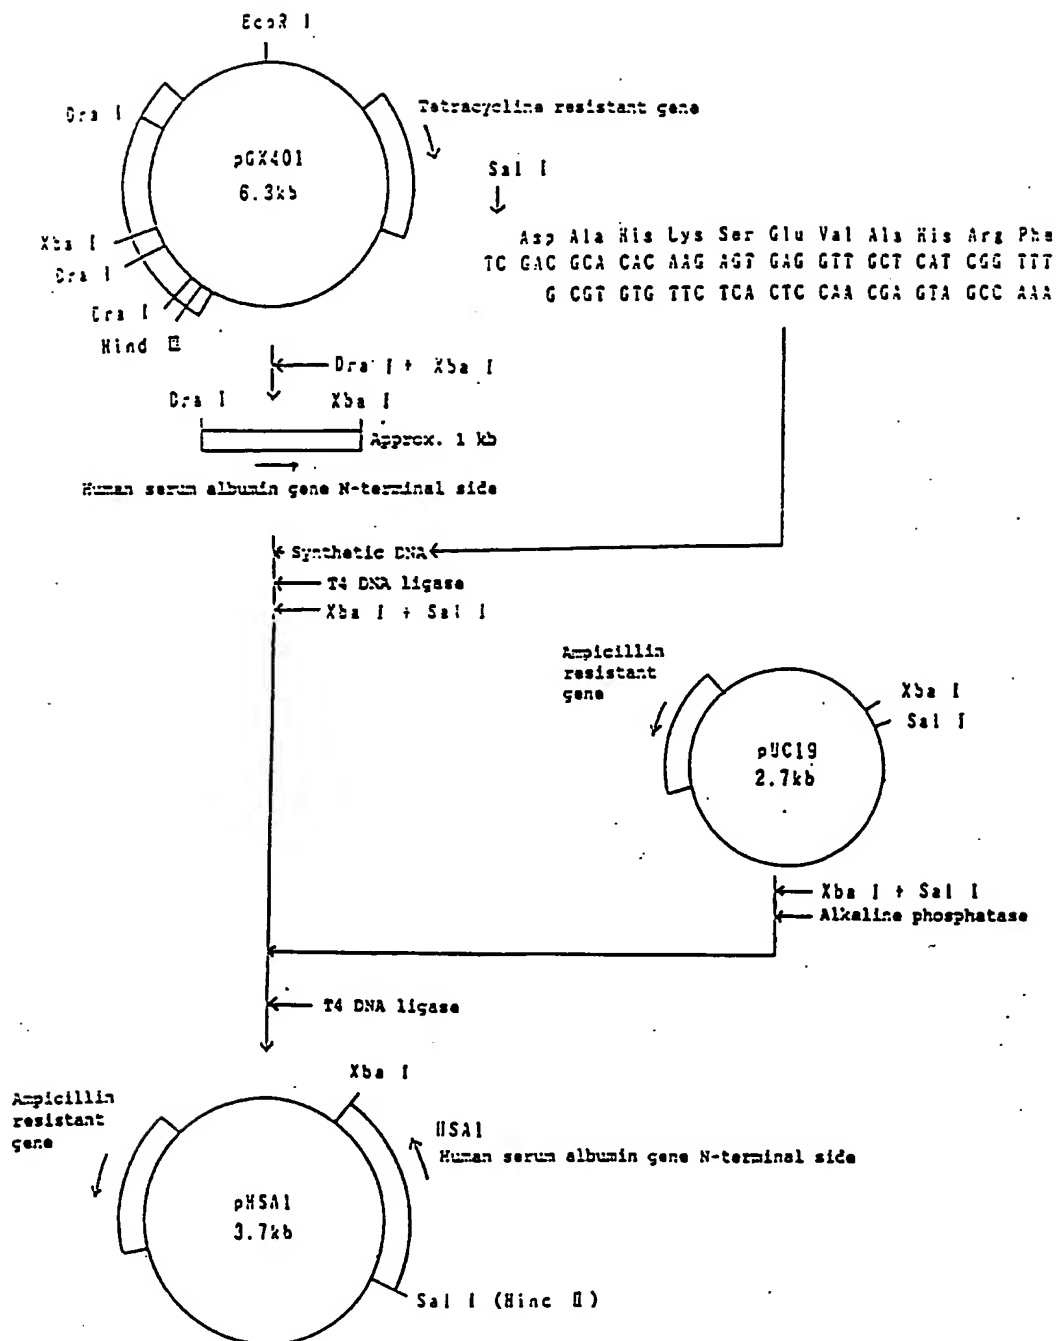 EcoR I
Dra I
Tetracycline resistant gene
pGX401
6.3kb
Sal I
Xba I
Dra I
Dra I
Hind Ⅲ
Asp Ala His Lys Ser Glu Val Ala His Arg Phe
TC GAC GCA CAC AAG AGT GAG GTT GCT CAT CGG TTT
G CGT GTG TTC TCA CTC CAA CGA GTA GCC AAA
Dra I + Xba I
Dra I Xba I
Approx. 1 kb
Human serum albumin gene N-terminal side
Synthetic DNA
T4 DNA ligase
Xba I + Sal I
Ampicillin
resistant
gene
Xba I
Sal I
pUC19
2.7kb
Xba I + Sal I
Alkaline phosphatase
T4 DNA ligase
Xba I
Ampicillin
resistant
gene
HSA1
Human serum albumin gene N-terminal side
pHSA1
3.7kb
Sal I (Hinc Ⅱ)